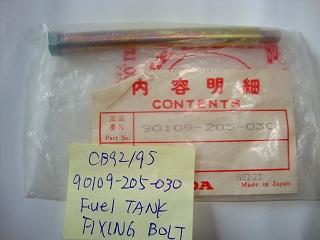 内容明細
CONTENTS
部品
番号
Part No.
90109-205-030
85D23
Made in Japan
CB92/95
90109-205-030
Fuel TANK
FIXING BOLT